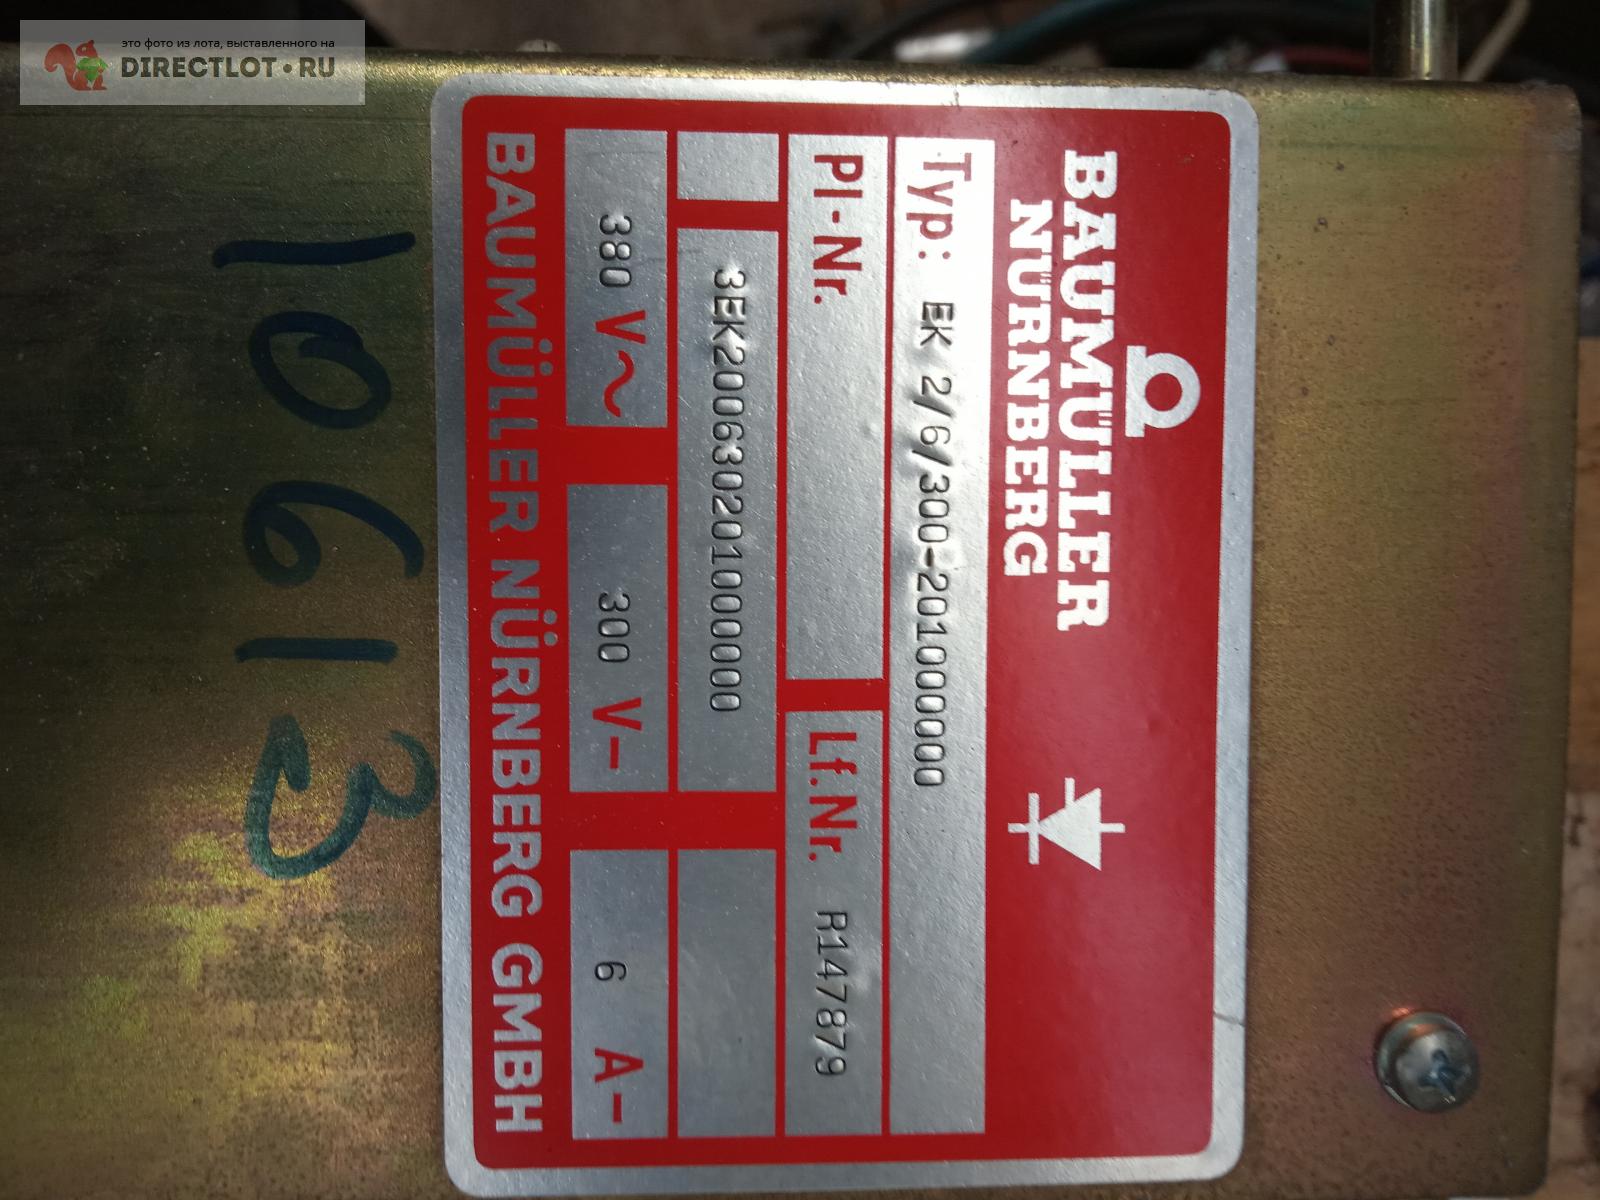 это фото из лота, выставленного на
DIRECTLOT.RU
BAUMÜLLER
NÜRNBERG
Typ: EK 2/6/300-20100000
Pl-Nr. Lf.Nr. R147879
3EK20063020100000
380 V~ 300 V- 6 A-
BAUMÜLLER NÜRNBERG GMBH
10613